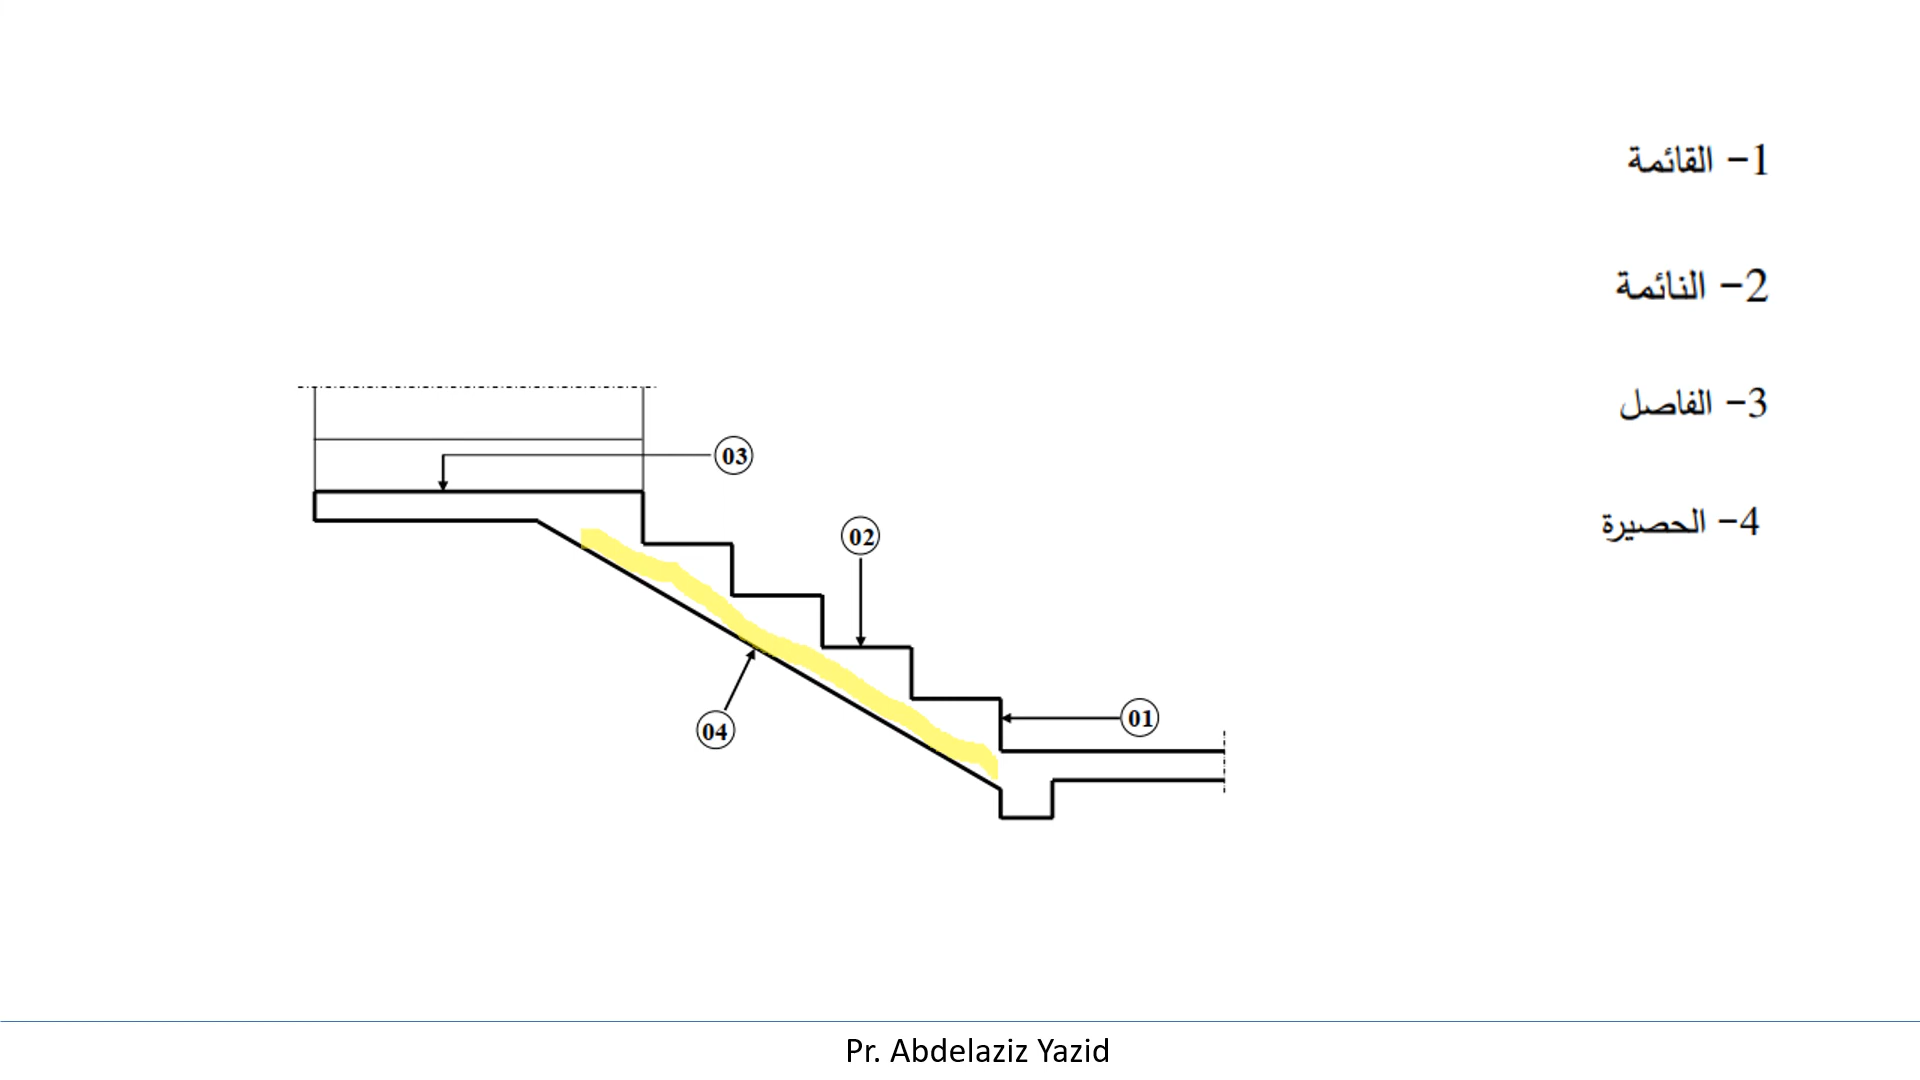 1- القائمة
2- النائمة
3- الفاصل
4- الحصيرة
03
02
01
04
Pr. Abdelaziz Yazid